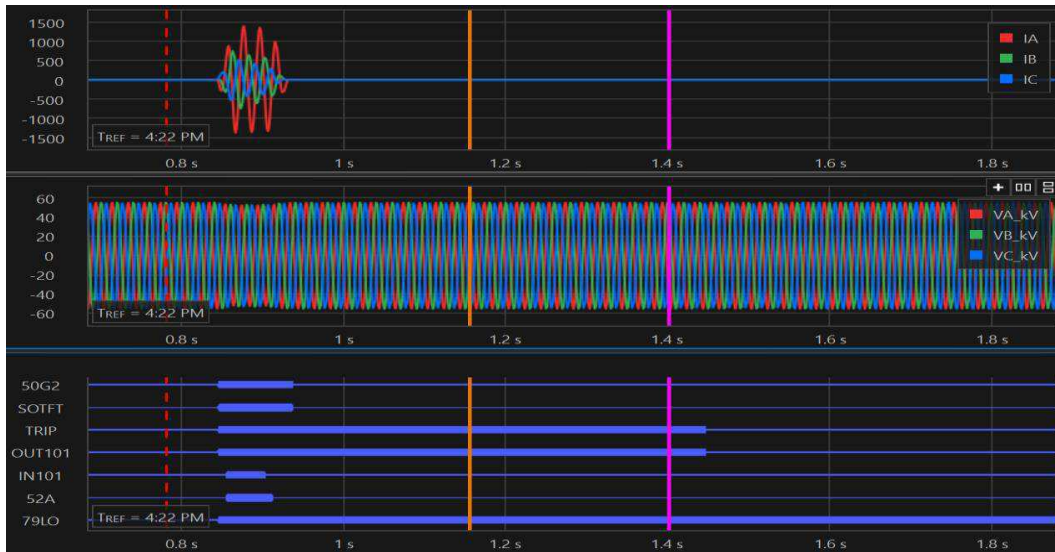 1500
1000
500
0
-500
-1000
-1500
IA
IB
IC
TREF = 4:22 PM
0.8 s
1 s
1.2 s
1.4 s
1.6 s
1.8 s
60
40
20
0
-20
-40
-60
VA_kV
VB_kV
VC_kV
TREF = 4:22 PM
0.8 s
1 s
1.2 s
1.4 s
1.6 s
1.8 s
50G2
SOTFT
TRIP
OUT101
IN101
52A
79LO
TREF = 4:22 PM
0.8 s
1 s
1.2 s
1.4 s
1.6 s
1.8 s